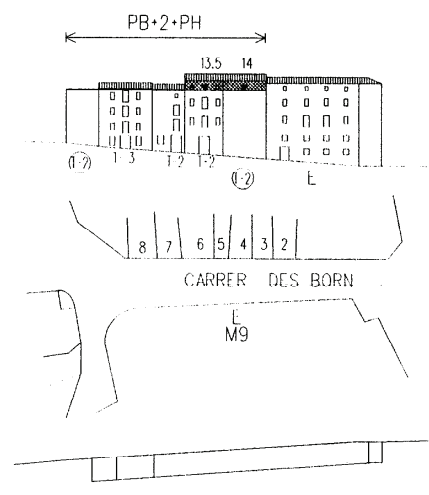 PB+2+PH
13.5 14
(1-2) 1-3 1-2 1-2
(1-2) E
8 7 6 5 4 3 2
CARRER DES BORN
E
M9